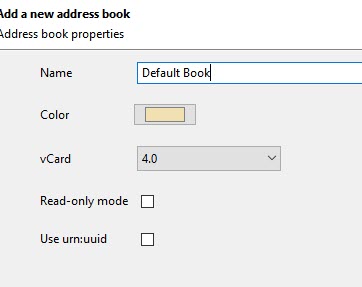 Add a new address book
Address book properties
Name Default Book
Color
vCard 4.0
Read-only mode
Use urn:uuid